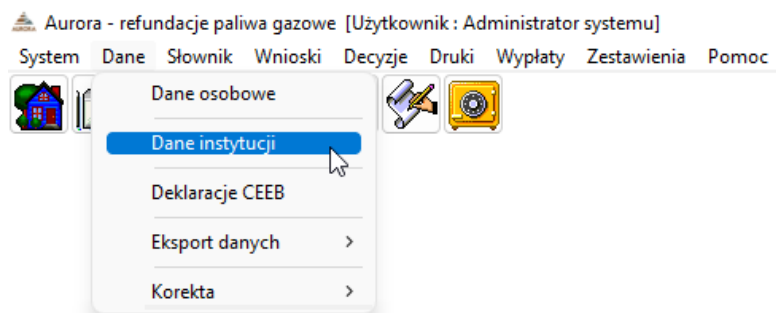 Aurora - refundacje paliwa gazowe [Użytkownik : Administrator systemu]
System Dane Słownik Wnioski Decyzje Druki Wypłaty Zestawienia Pomoc
Dane osobowe
Dane instytucji
Deklaracje CEEB
Eksport danych
Korekta